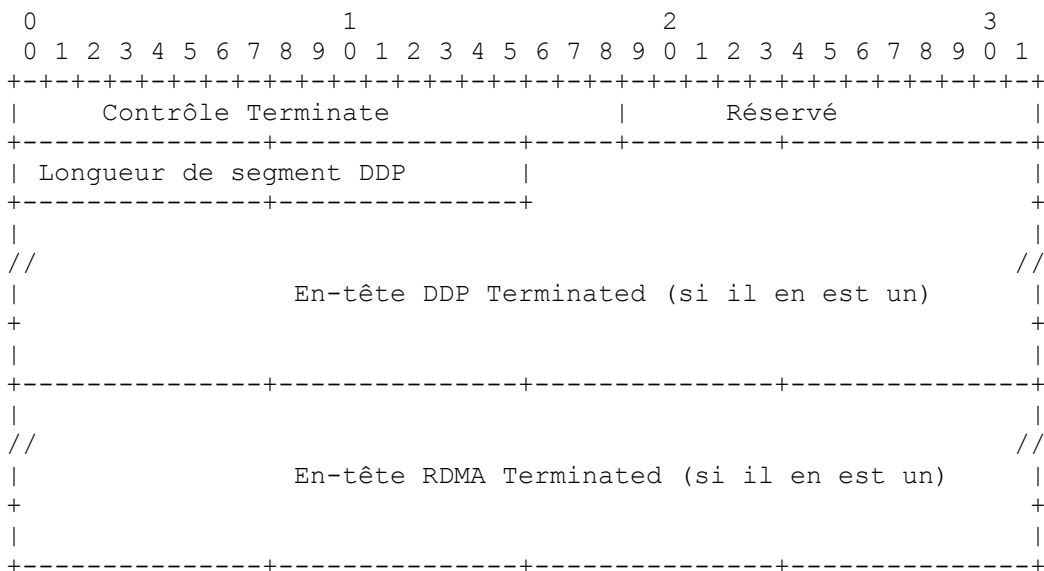 0 1 2 3
0 1 2 3 4 5 6 7 8 9 0 1 2 3 4 5 6 7 8 9 0 1 2 3 4 5 6 7 8 9 0 1
+-+-+-+-+-+-+-+-+-+-+-+-+-+-+-+-+-+-+-+-+-+-+-+-+-+-+-+-+-+-+-+-+
| Contrôle Terminate | Réservé |
+---------------+---------------+-----+---------+---------------+
| Longueur de segment DDP | |
+---------------+---------------+ +
| |
// //
| En-tête DDP Terminated (si il en est un) |
+ +
| |
+---------------+---------------+---------------+---------------+
| |
// //
| En-tête RDMA Terminated (si il en est un) |
+ +
| |
+---------------+---------------+---------------+---------------+